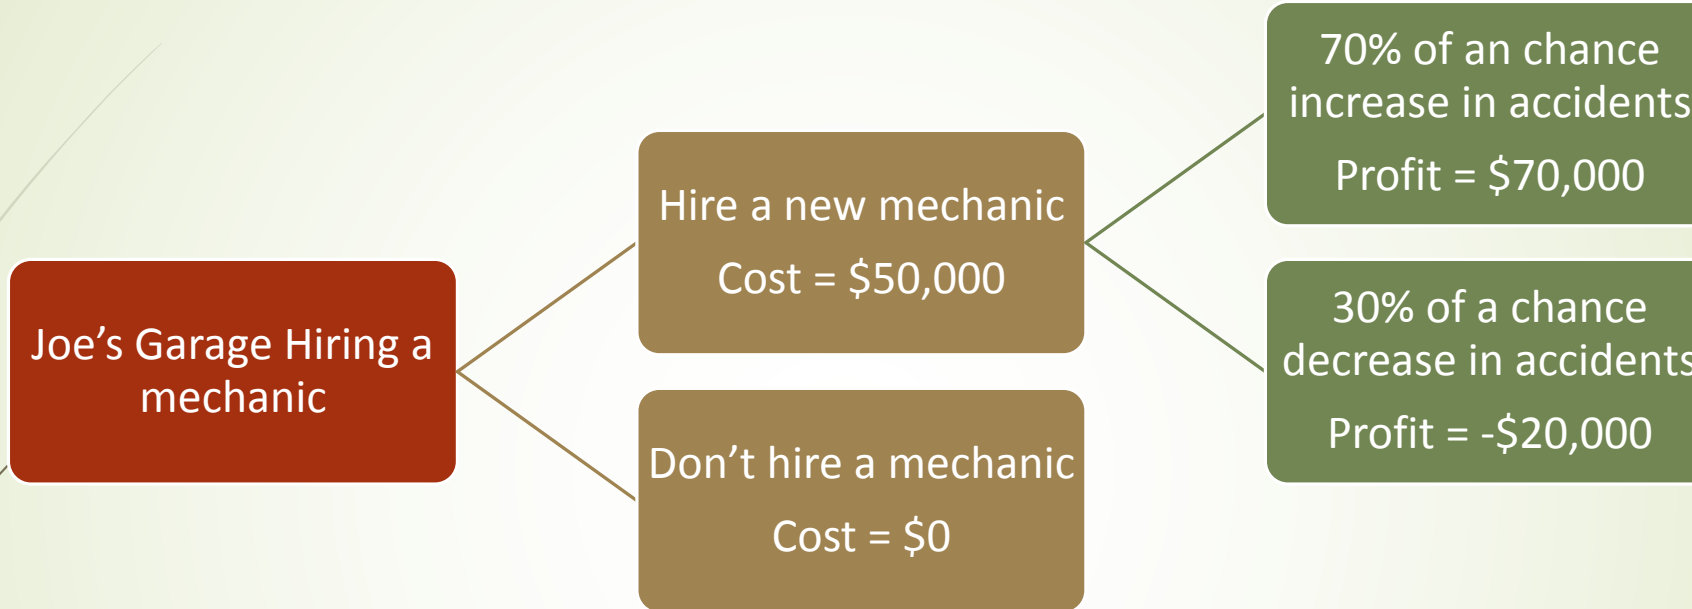 70% of an chance
increase in accidents
Profit = $70,000
Hire a new mechanic
Cost = $50,000
Joe’s Garage Hiring a
mechanic
30% of a chance
decrease in accidents
Profit = -$20,000
Don’t hire a mechanic
Cost = $0